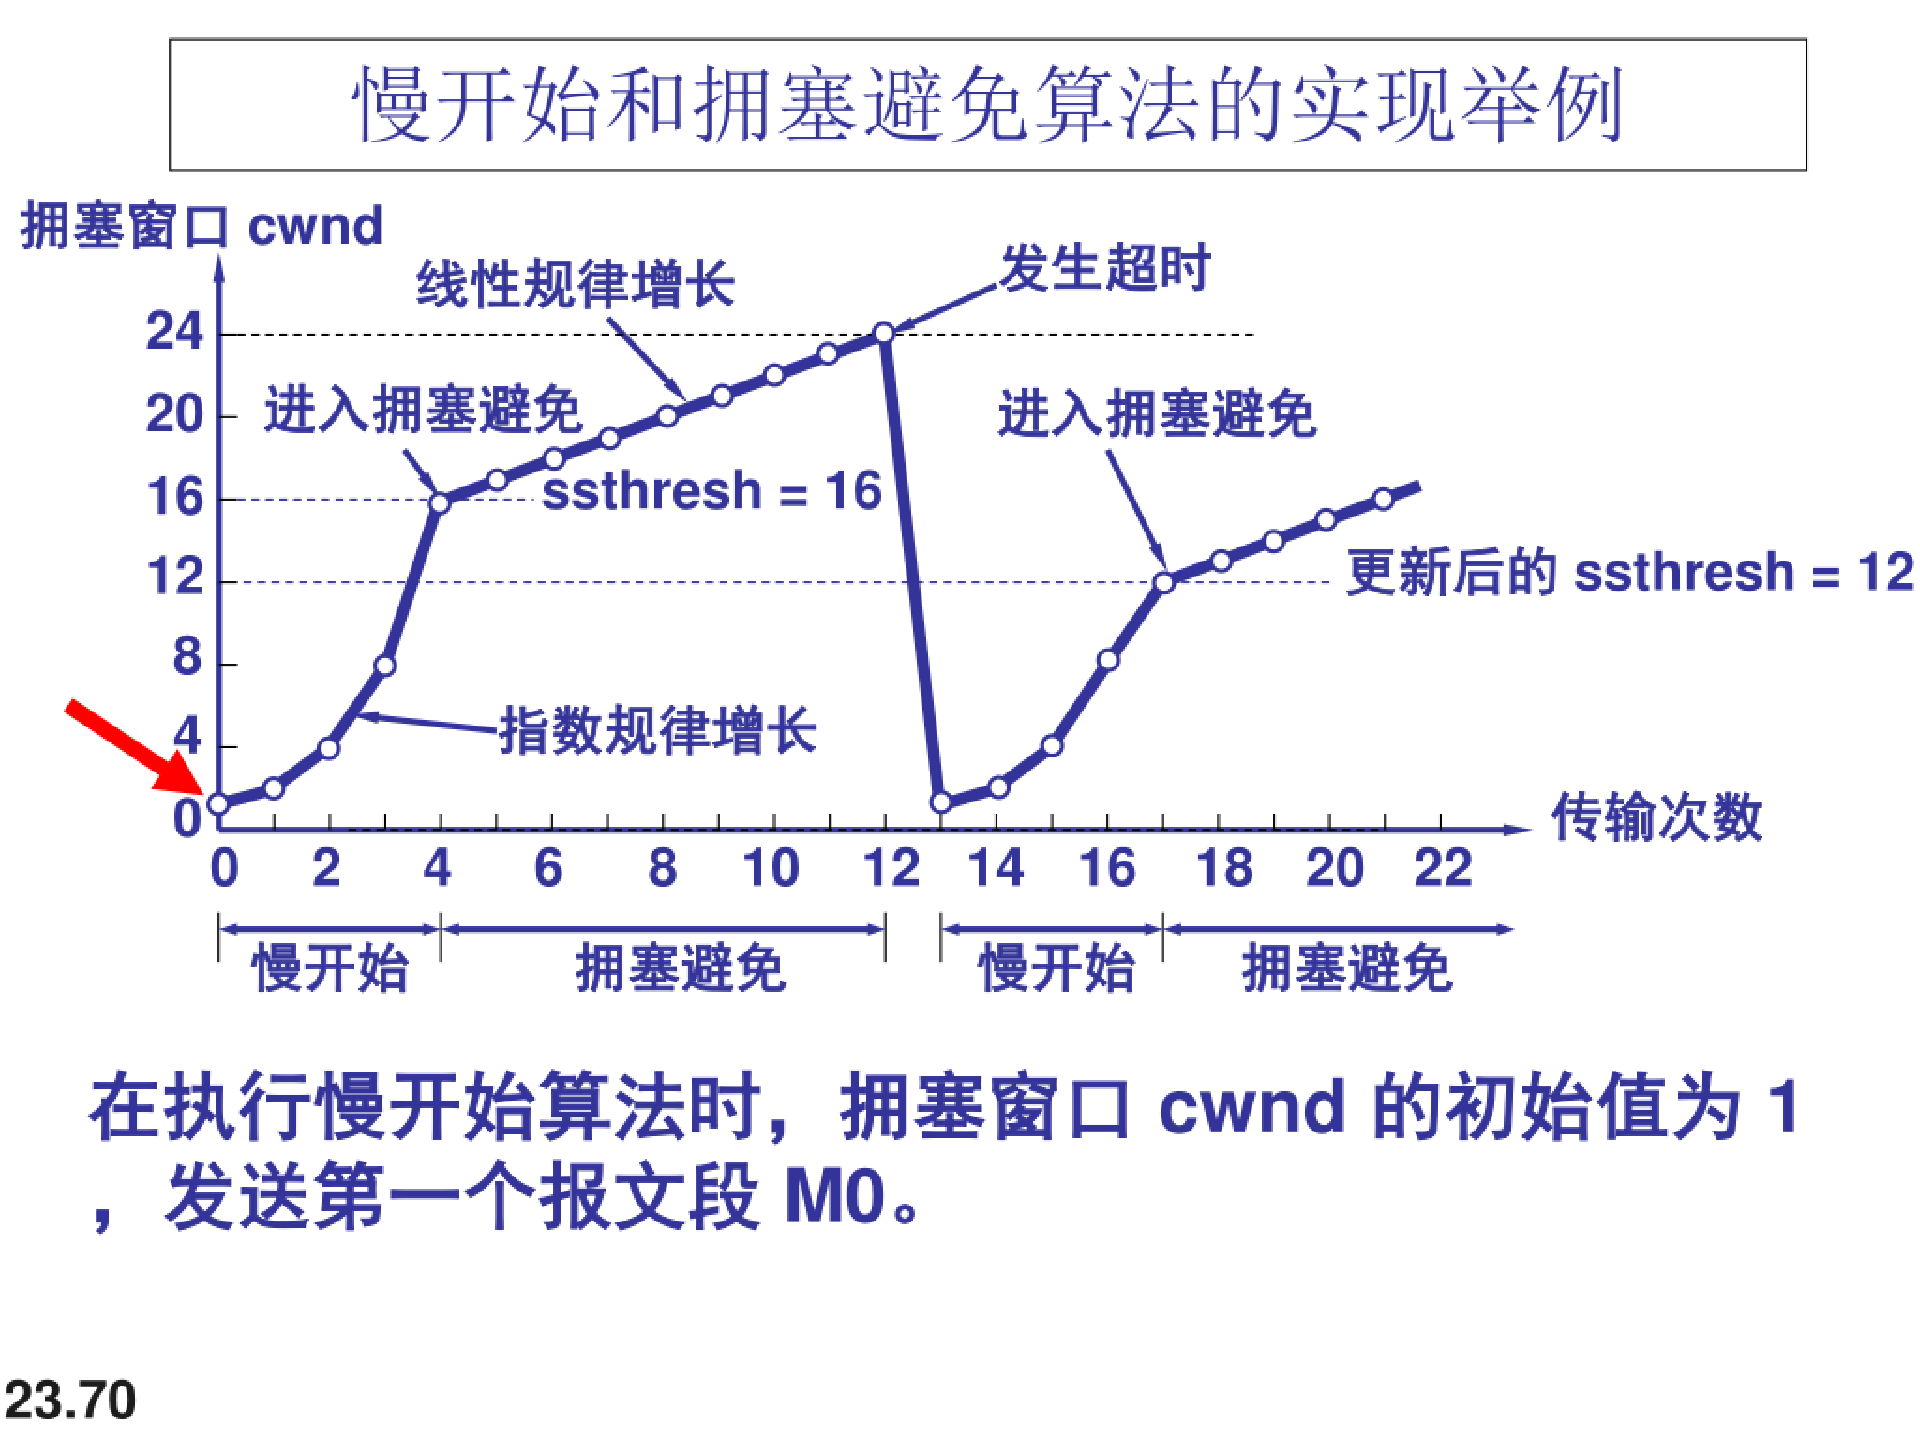 慢开始和拥塞避免算法的实现举例
拥塞窗口 cwnd
发生超时
线性规律增长
24
进入拥塞避免
进入拥塞避免
20
16
ssthresh = 16
12
更新后的 ssthresh = 12
8
4
指数规律增长
0
传输次数
0 2 4 6 8 10 12 14 16 18 20 22
慢开始 拥塞避免 慢开始 拥塞避免
在执行慢开始算法时，拥塞窗口 cwnd 的初始值为 1
，发送第一个报文段 M0。
23.70